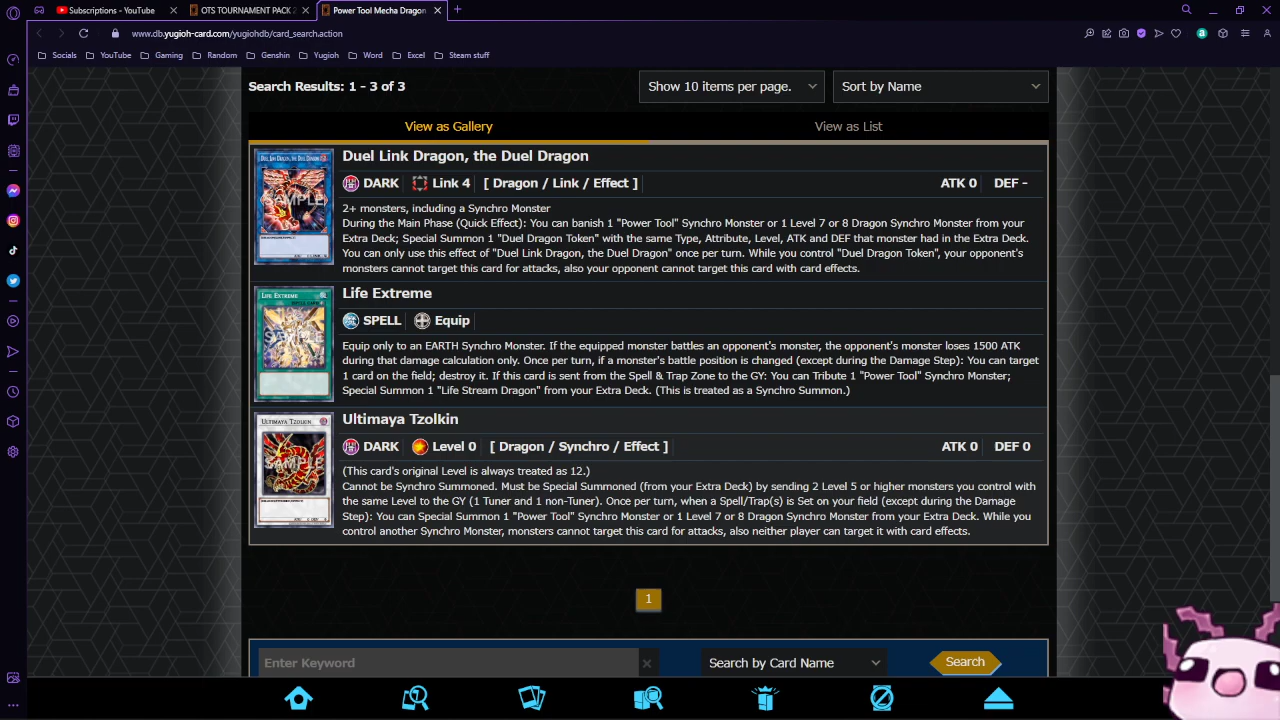 Subscriptions - YouTube
OTS TOURNAMENT PACK 2
Power Tool Mecha Dragon
www.db.yugioh-card.com/yugiohdb/card_search.action
Socials YouTube Gaming Random Genshin Yugioh Word Excel Steam stuff
Search Results: 1 - 3 of 3
Show 10 items per page.
Sort by Name
View as Gallery
View as List
Duel Link Dragon, the Duel Dragon
DARK Link 4 [ Dragon / Link / Effect ] ATK 0 DEF -
2+ monsters, including a Synchro Monster
During the Main Phase (Quick Effect): You can banish 1 "Power Tool" Synchro Monster or 1 Level 7 or 8 Dragon Synchro Monster from your
Extra Deck; Special Summon 1 "Duel Dragon Token" with the same Type, Attribute, Level, ATK and DEF that monster had in the Extra Deck.
You can only use this effect of "Duel Link Dragon, the Duel Dragon" once per turn. While you control "Duel Dragon Token", your opponent's
monsters cannot target this card for attacks, also your opponent cannot target this card with card effects.
DUEL LINK DRAGON, THE DUEL DRAGON
SAMPLE
Life Extreme
SPELL Equip
Equip only to an EARTH Synchro Monster. If the equipped monster battles an opponent's monster, the opponent's monster loses 1500 ATK
during that damage calculation only. Once per turn, if a monster's battle position is changed (except during the Damage Step): You can target
1 card on the field; destroy it. If this card is sent from the Spell & Trap Zone to the GY: You can Tribute 1 "Power Tool" Synchro Monster;
Special Summon 1 "Life Stream Dragon" from your Extra Deck. (This is treated as a Synchro Summon.)
LIFE EXTREME
SAMPLE
Ultimaya Tzolkin
DARK Level 0 [ Dragon / Synchro / Effect ] ATK 0 DEF 0
(This card's original Level is always treated as 12.)
Cannot be Synchro Summoned. Must be Special Summoned (from your Extra Deck) by sending 2 Level 5 or higher monsters you control with
the same Level to the GY (1 Tuner and 1 non-Tuner). Once per turn, when a Spell/Trap(s) is Set on your field (except during the Damage
Step): You can Special Summon 1 "Power Tool" Synchro Monster or 1 Level 7 or 8 Dragon Synchro Monster from your Extra Deck. While you
control another Synchro Monster, monsters cannot target this card for attacks, also neither player can target it with card effects.
ULTIMAYA TZOLKIN
SAMPLE
1
Enter Keyword
Search by Card Name
Search